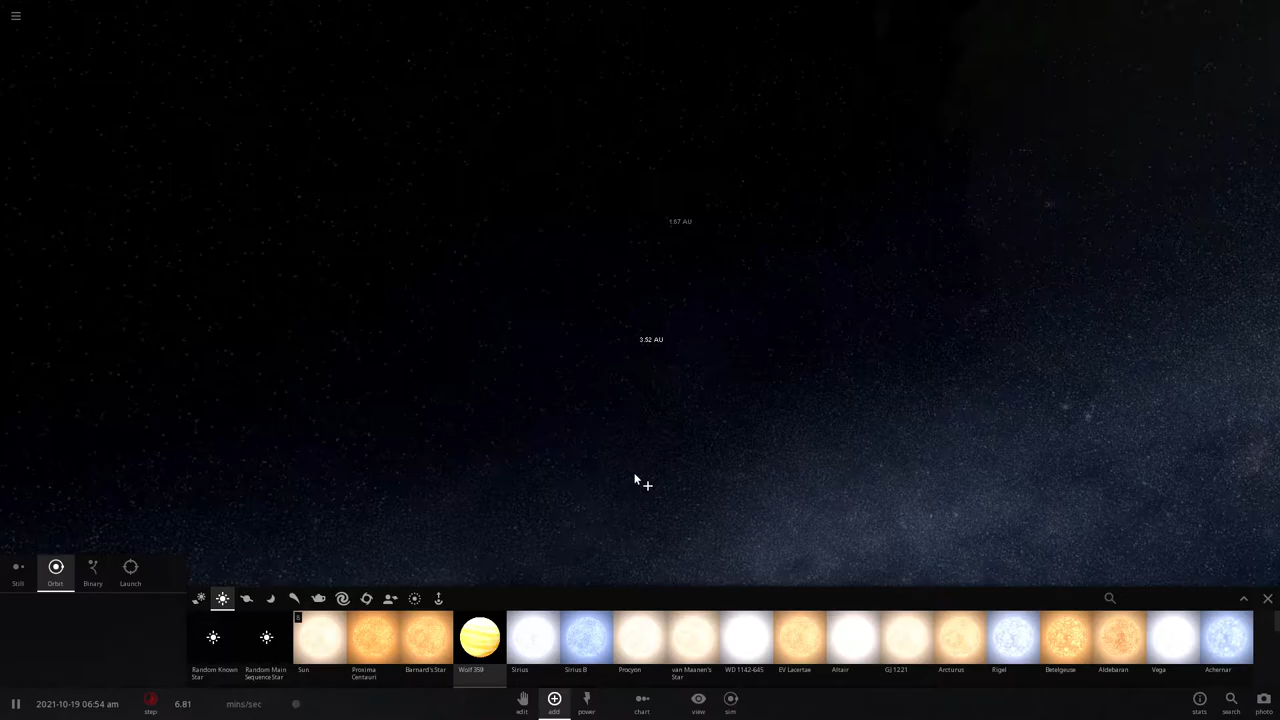 1.67 AU
3.52 AU
Still Orbit Binary Launch
6
Random Known Star
Random Main Sequence Star
Sun
Proxima Centauri
Barnard's Star
Wolf 359
Sirius
Sirius B
Procyon
van Maanen's Star
WD 1142-645
EV Lacertae
Altair
GJ 1221
Arcturus
Rigel
Betelgeuse
Aldebaran
Vega
Achernar
2021-10-19 06:54 am
step
6.81 mins/sec
edit add power chart view sim stats search photo